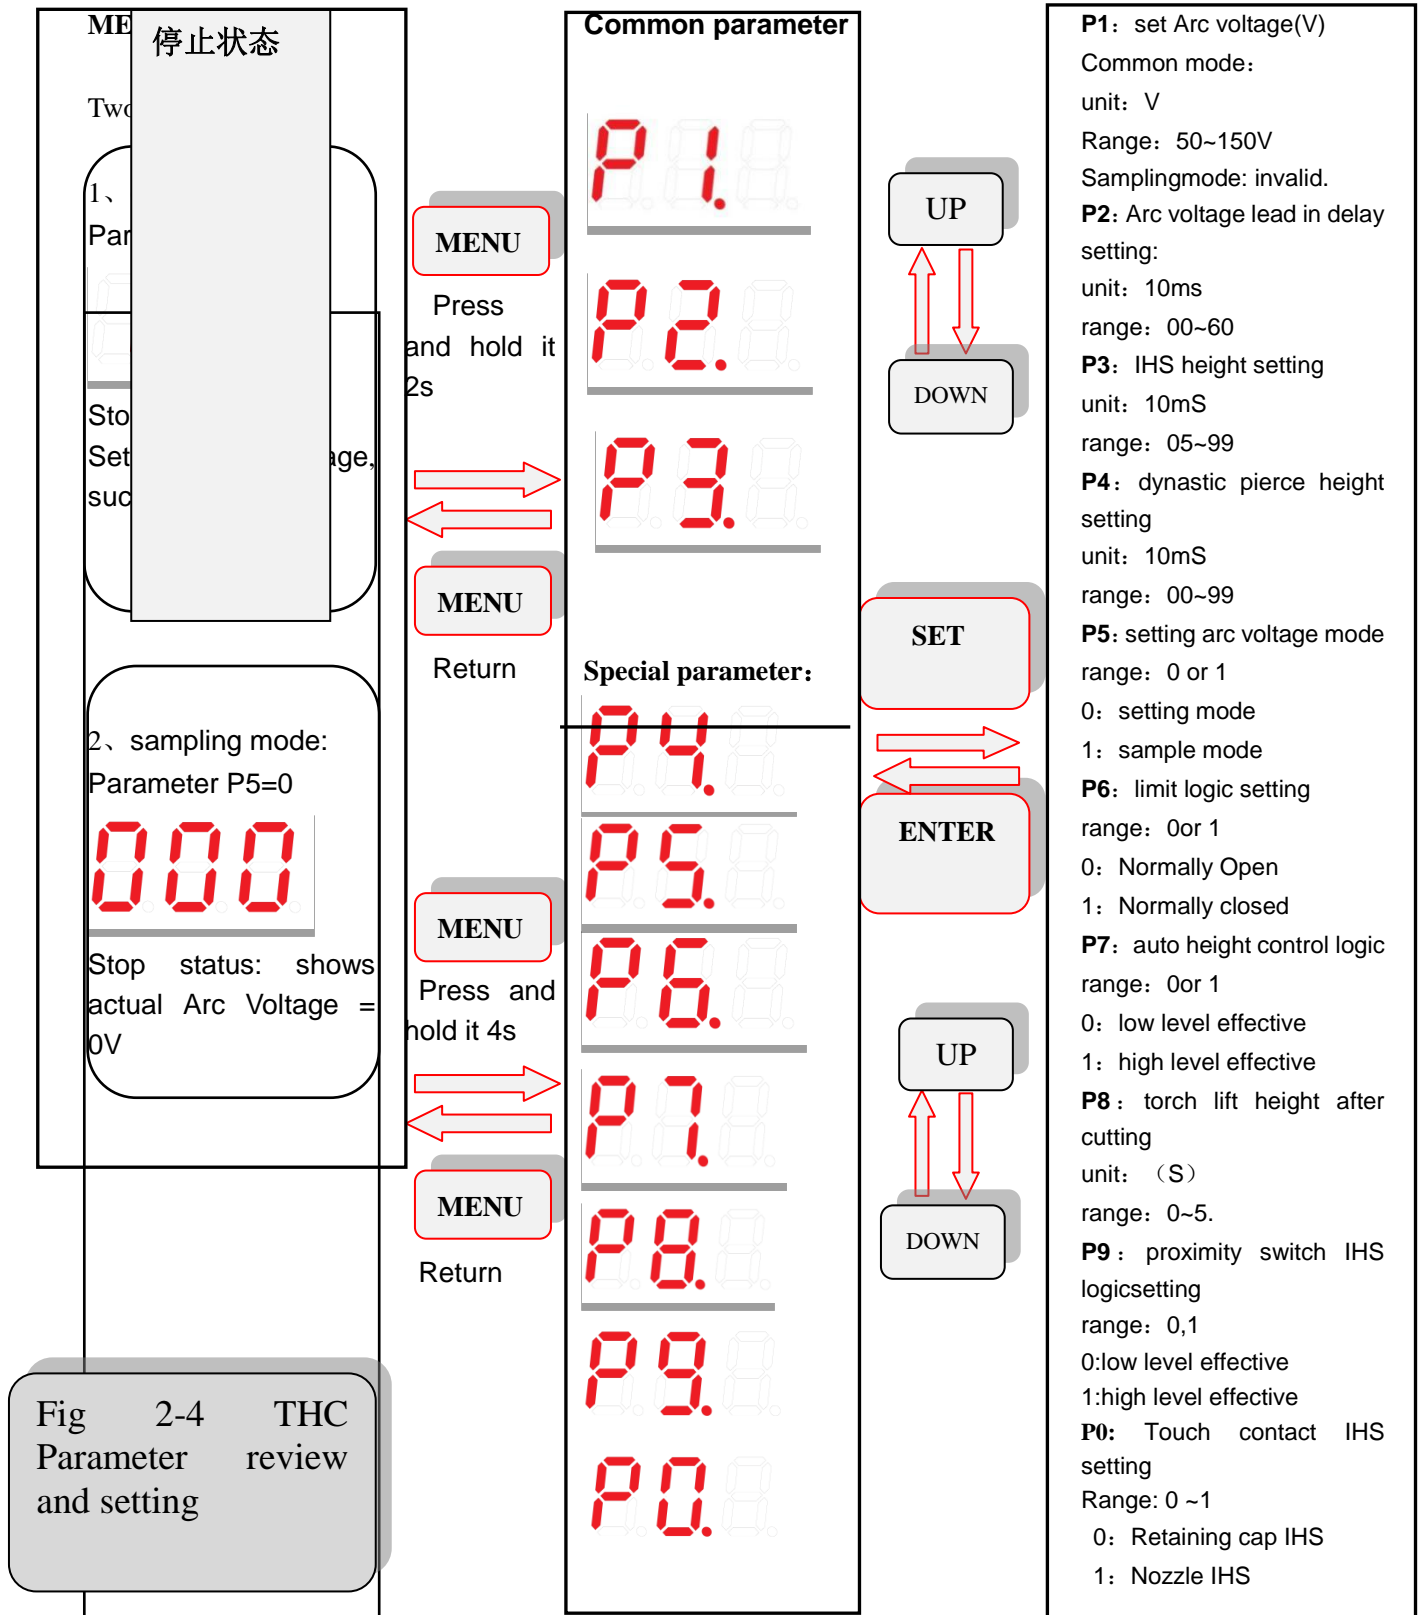 停止状态
1、
2、sampling mode:
Parameter P5=0
000
Stop status: shows
actual Arc Voltage =
0V
Fig 2-4 THC
Parameter review
and setting
MENU
Press
and hold it
2s
MENU
Return
MENU
Press and
hold it 4s
MENU
Return
Common parameter
P1.
P2.
P3.
Special parameter：
P4.
P5.
P6.
P7.
P8.
P9.
P0.
UP
DOWN
SET
ENTER
UP
DOWN
P1：set Arc voltage(V)
Common mode：
unit：V
Range：50~150V
Samplingmode: invalid.
P2：Arc voltage lead in delay
setting:
unit：10ms
range：00~60
P3：IHS height setting
unit：10mS
range：05~99
P4：dynastic pierce height
setting
unit：10mS
range：00~99
P5：setting arc voltage mode
range：0 or 1
0：setting mode
1：sample mode
P6：limit logic setting
range：0or 1
0：Normally Open
1：Normally closed
P7：auto height control logic
range：0or 1
0：low level effective
1：high level effective
P8：torch lift height after
cutting
unit：（S）
range：0~5.
P9：proximity switch IHS
logicsetting
range：0,1
0:low level effective
1:high level effective
P0: Touch contact IHS
setting
Range: 0 ~1
0：Retaining cap IHS
1：Nozzle IHS